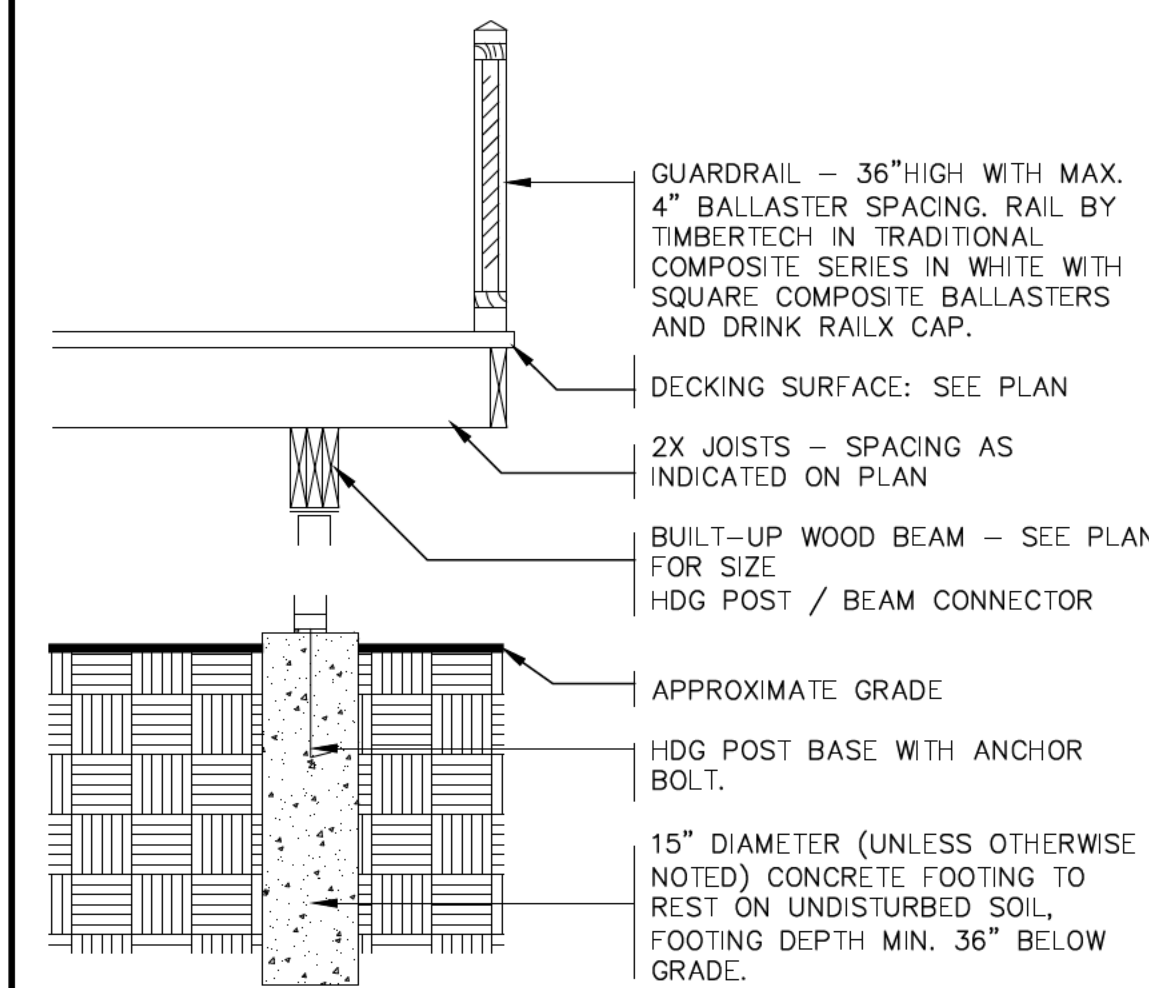 GUARDRAIL – 36"HIGH WITH MAX.
4" BALLASTER SPACING. RAIL BY
TIMBERTECH IN TRADITIONAL
COMPOSITE SERIES IN WHITE WITH
SQUARE COMPOSITE BALLASTERS
AND DRINK RAILX CAP.
DECKING SURFACE: SEE PLAN
2X JOISTS – SPACING AS
INDICATED ON PLAN
BUILT–UP WOOD BEAM – SEE PLAN
FOR SIZE
HDG POST / BEAM CONNECTOR
APPROXIMATE GRADE
HDG POST BASE WITH ANCHOR
BOLT.
15" DIAMETER (UNLESS OTHERWISE
NOTED) CONCRETE FOOTING TO
REST ON UNDISTURBED SOIL,
FOOTING DEPTH MIN. 36" BELOW
GRADE.